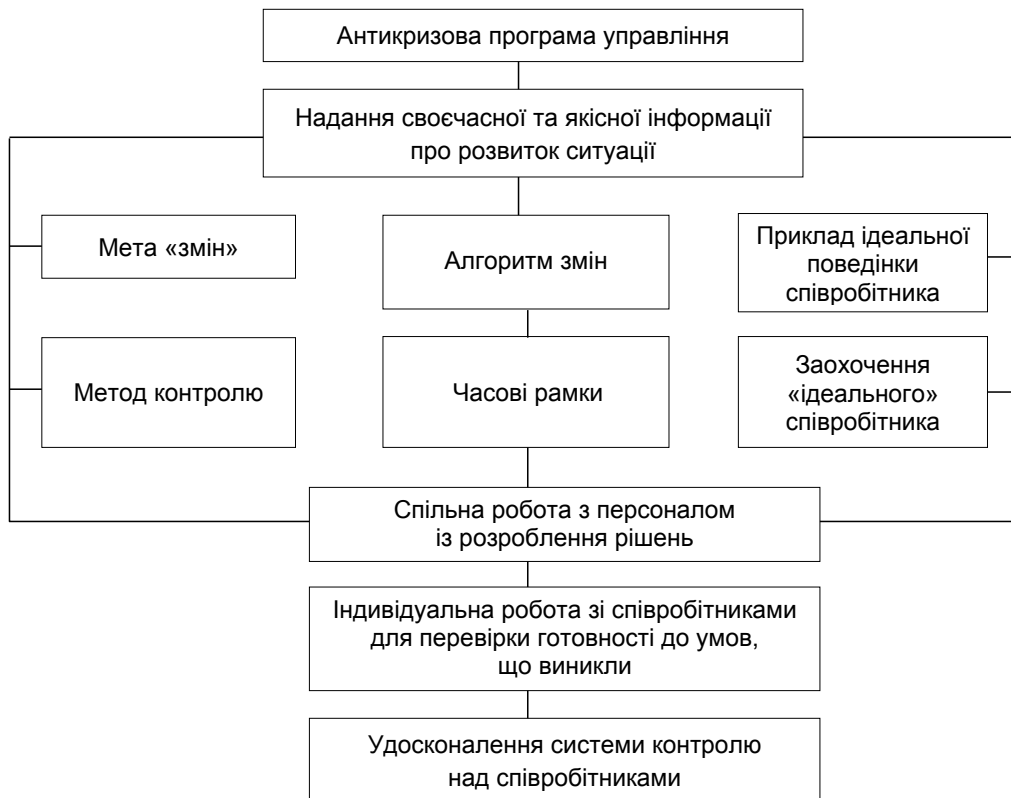 Антикризова програма управління
Надання своєчасної та якісної інформації
про розвиток ситуації
Мета «змін»
Алгоритм змін
Приклад ідеальної
поведінки
співробітника
Метод контролю
Часові рамки
Заохочення
«ідеального»
співробітника
Спільна робота з персоналом
із розроблення рішень
Індивідуальна робота зі співробітниками
для перевірки готовності до умов,
що виникли
Удосконалення системи контролю
над співробітниками